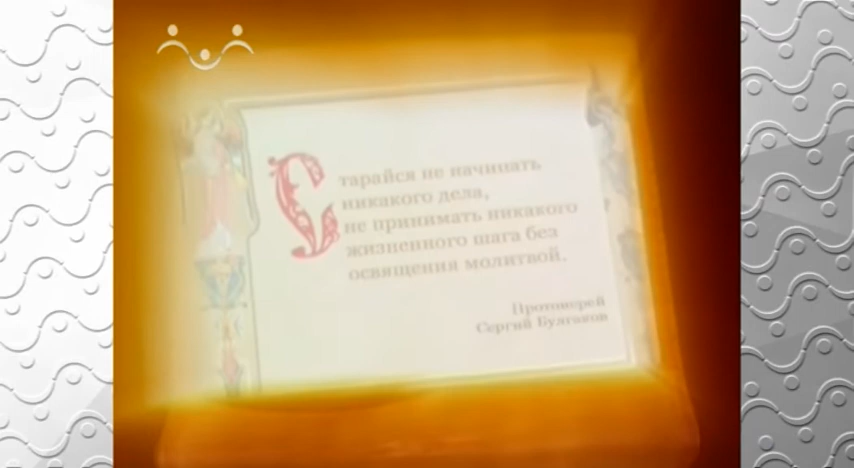 Старайся не начинать
никакого дела,
не принимать никакого
жизненного шага без
освящения молитвой.
Протоиерей
Сергий Булгаков